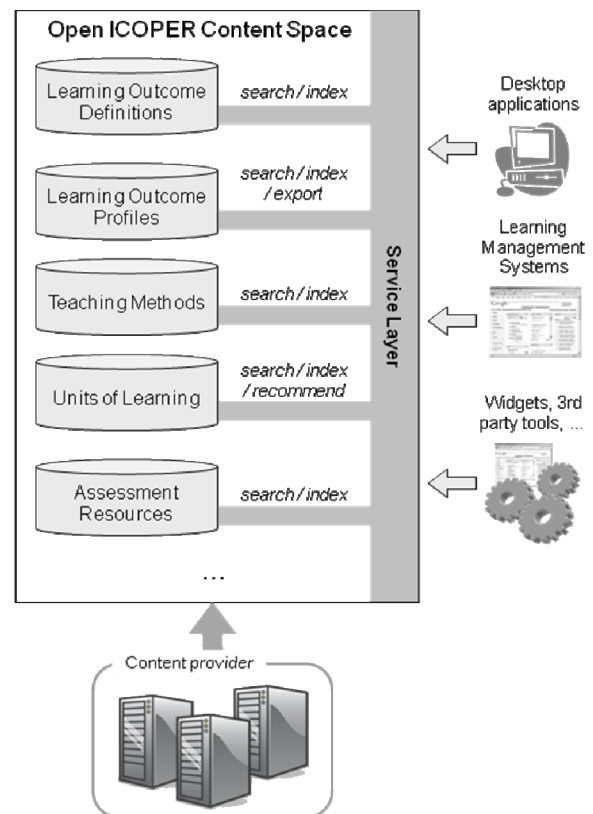 Open ICOPER Content Space
Learning Outcome
Definitions
search / index
Learning Outcome
Profiles
search / index
/ export
Teaching Methods
search / index
Units of Learning
search / index
/ recommend
Assessment
Resources
search / index
...
Service Layer
Desktop
applications
Learning
Management
Systems
Widgets, 3rd
party tools, ...
Content provider